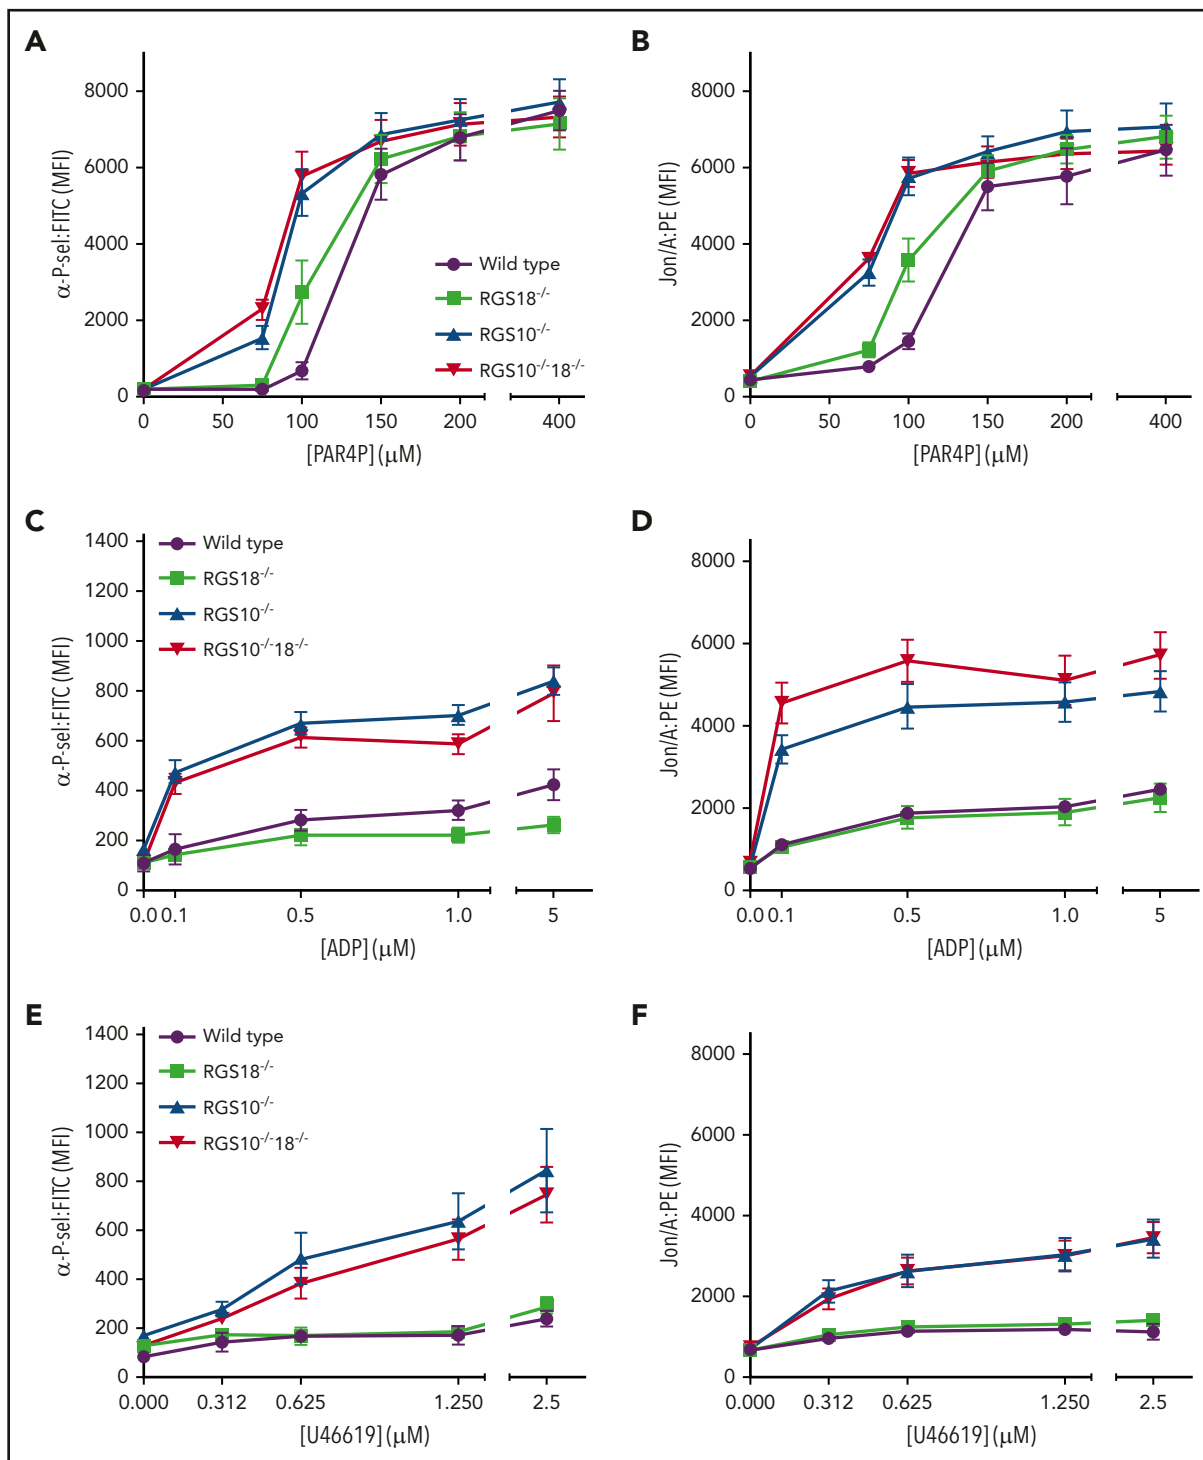 A
α-P-sel:FITC (MFI)
8000
6000
4000
2000
0
0 50 100 150 200 400
[PAR4P] (μM)
Wild type
RGS18-/-
RGS10-/-
RGS10-/-18-/-
B
Jon/A:PE (MFI)
8000
6000
4000
2000
0
0 50 100 150 200 400
[PAR4P] (μM)
C
α-P-sel:FITC (MFI)
1400
1200
1000
800
600
400
200
0
0.0 0.1 0.5 1.0 5
[ADP] (μM)
Wild type
RGS18-/-
RGS10-/-
RGS10-/-18-/-
D
Jon/A:PE (MFI)
8000
6000
4000
2000
0
0.0 0.1 0.5 1.0 5
[ADP] (μM)
E
α-P-sel:FITC (MFI)
1400
1200
1000
800
600
400
200
0
0.000 0.312 0.625 1.250 2.5
[U46619] (μM)
Wild type
RGS18-/-
RGS10-/-
RGS10-/-18-/-
F
Jon/A:PE (MFI)
8000
6000
4000
2000
0
0.000 0.312 0.625 1.250 2.5
[U46619] (μM)